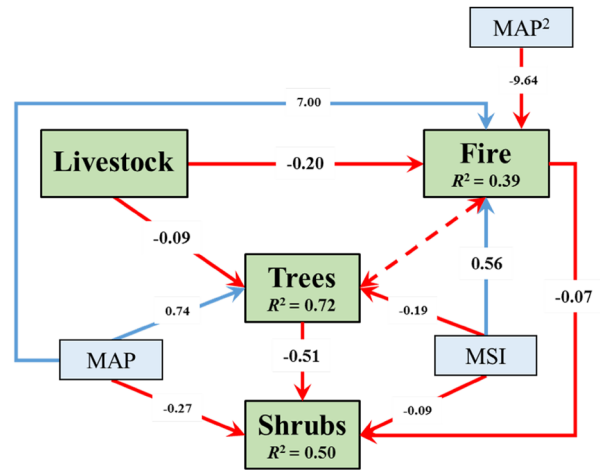 MAP²
-9.64
7.00
Livestock
-0.20
Fire
R² = 0.39
-0.09
0.74
Trees
R² = 0.72
-0.19
0.56
-0.07
MAP
-0.51
MSI
-0.27
-0.09
Shrubs
R² = 0.50